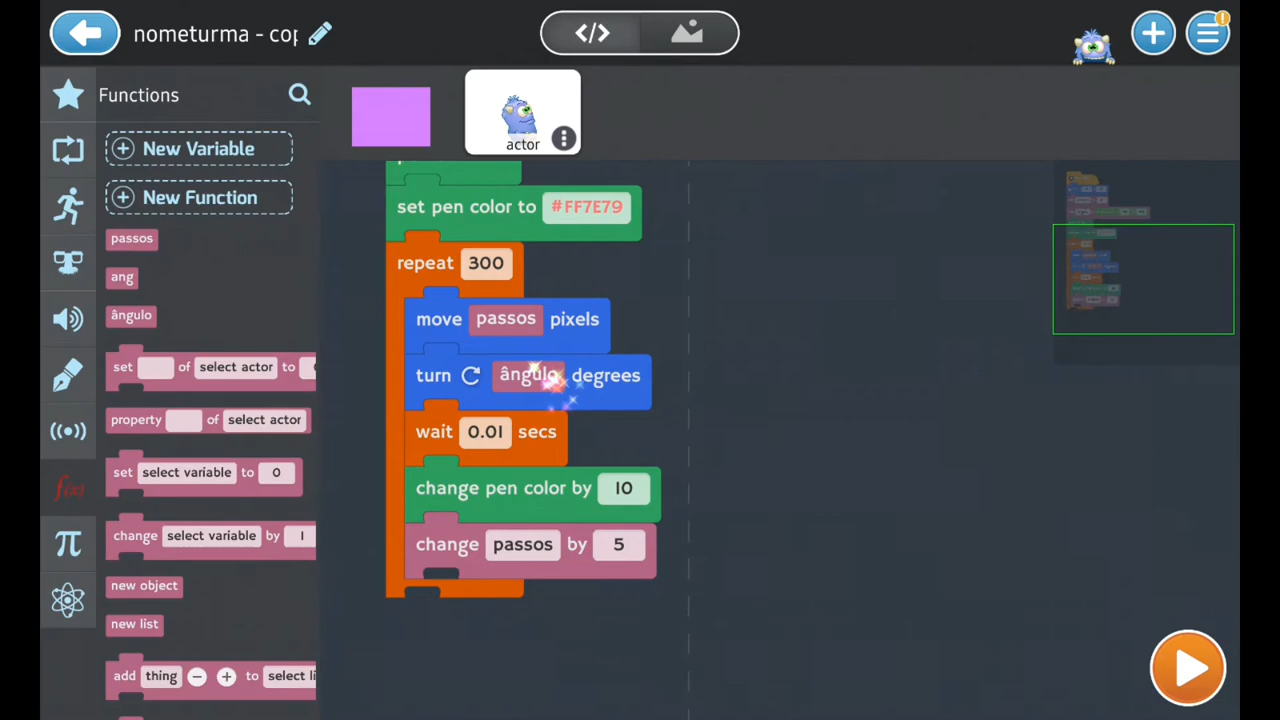 nometurma - cop
Functions
New Variable
New Function
passos
ang
ângulo
set of select actor to
property of select actor
set select variable to 0
change select variable by 1
new object
new list
add thing to select li
actor
set pen color to #FF7E79
repeat 300
move passos pixels
turn ângulo degrees
wait 0.01 secs
change pen color by 10
change passos by 5